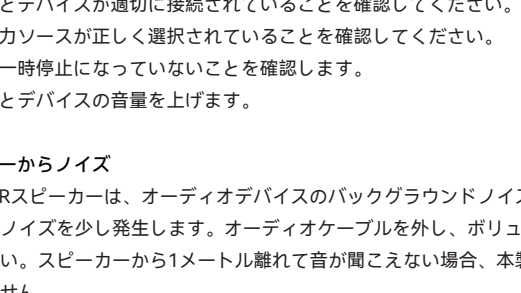 とデバイスが適切に接続されていることを確認してください。
力ソースが正しく選択されていることを確認してください。
一時停止になっていないことを確認します。
とデバイスの音量を上げます。
ーからノイズ
Rスピーカーは、オーディオデバイスのバックグラウンドノイズ
ノイズを少し発生します。オーディオケーブルを外し、ボリュ
い。スピーカーから1メートル離れて音が聞こえない場合、本製
せん